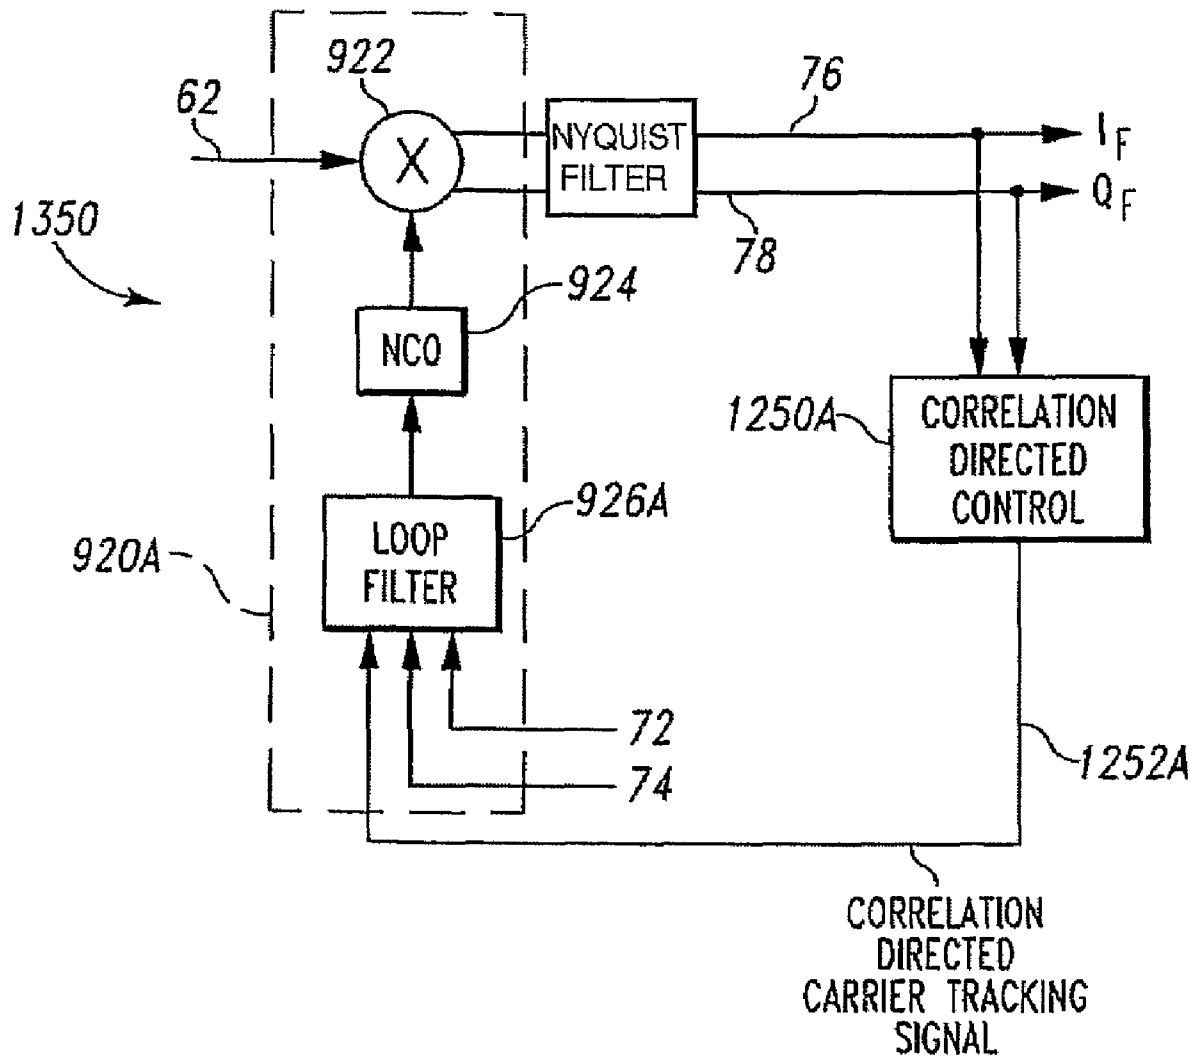 922
62
76
I F
NYQUIST
FILTER
X
Q F
78
1350
924
NCO
1250A
CORRELATION
DIRECTED
CONTROL
926A
LOOP
FILTER
920A
72
74
1252A
CORRELATION
DIRECTED
CARRIER TRACKING
SIGNAL